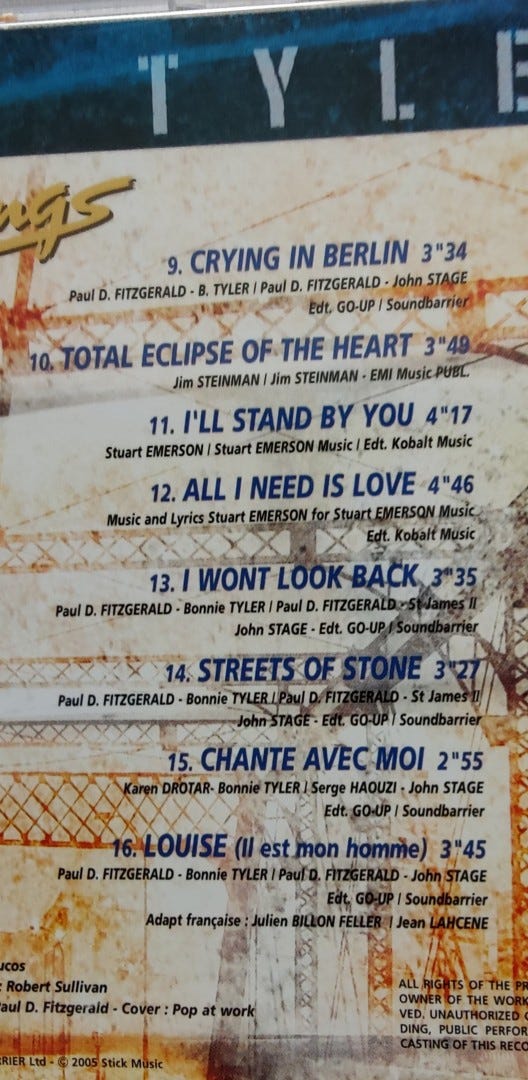 TYLE
ngs
9. CRYING IN BERLIN 3"34
Paul D. FITZGERALD - B. TYLER / Paul D. FITZGERALD - John STAGE
Edt. GO-UP / Soundbarrier
10. TOTAL ECLIPSE OF THE HEART 3"49
Jim STEINMAN / Jim STEINMAN - EMI Music PUBL.
11. I'LL STAND BY YOU 4"17
Stuart EMERSON / Stuart EMERSON Music / Edt. Kobalt Music
12. ALL I NEED IS LOVE 4"46
Music and Lyrics Stuart EMERSON for Stuart EMERSON Music
Edt. Kobalt Music
13. I WONT LOOK BACK 3"35
Paul D. FITZGERALD - Bonnie TYLER / Paul D. FITZGERALD - St James II
John STAGE - Edt. GO-UP / Soundbarrier
14. STREETS OF STONE 3"27
Paul D. FITZGERALD - Bonnie TYLER / Paul D. FITZGERALD - St James II
John STAGE - Edt. GO-UP / Soundbarrier
15. CHANTE AVEC MOI 2"55
Karen DROTAR- Bonnie TYLER / Serge HAOUZI - John STAGE
Edt. GO-UP / Soundbarrier
16. LOUISE (Il est mon homme) 3"45
Paul D. FITZGERALD - Bonnie TYLER / Paul D. FITZGERALD - John STAGE
Edt. GO-UP / Soundbarrier
Adapt française : Julien BILLON FELLER / Jean LAHCENE
ucos
: Robert Sullivan
aul D. Fitzgerald - Cover : Pop at work
RRIER Ltd - © 2005 Stick Music
ALL RIGHTS OF THE PR
OWNER OF THE WORK
VED. UNAUTHORIZED
DING, PUBLIC PERFOR
CASTING OF THIS RECO